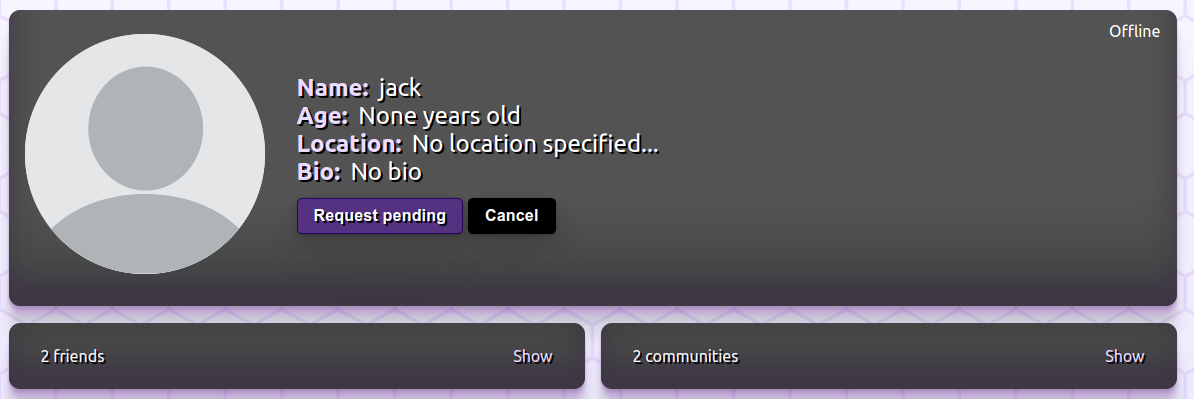 Offline
Name: jack
Age: None years old
Location: No location specified...
Bio: No bio
Request pending Cancel
2 friends Show 2 communities Show